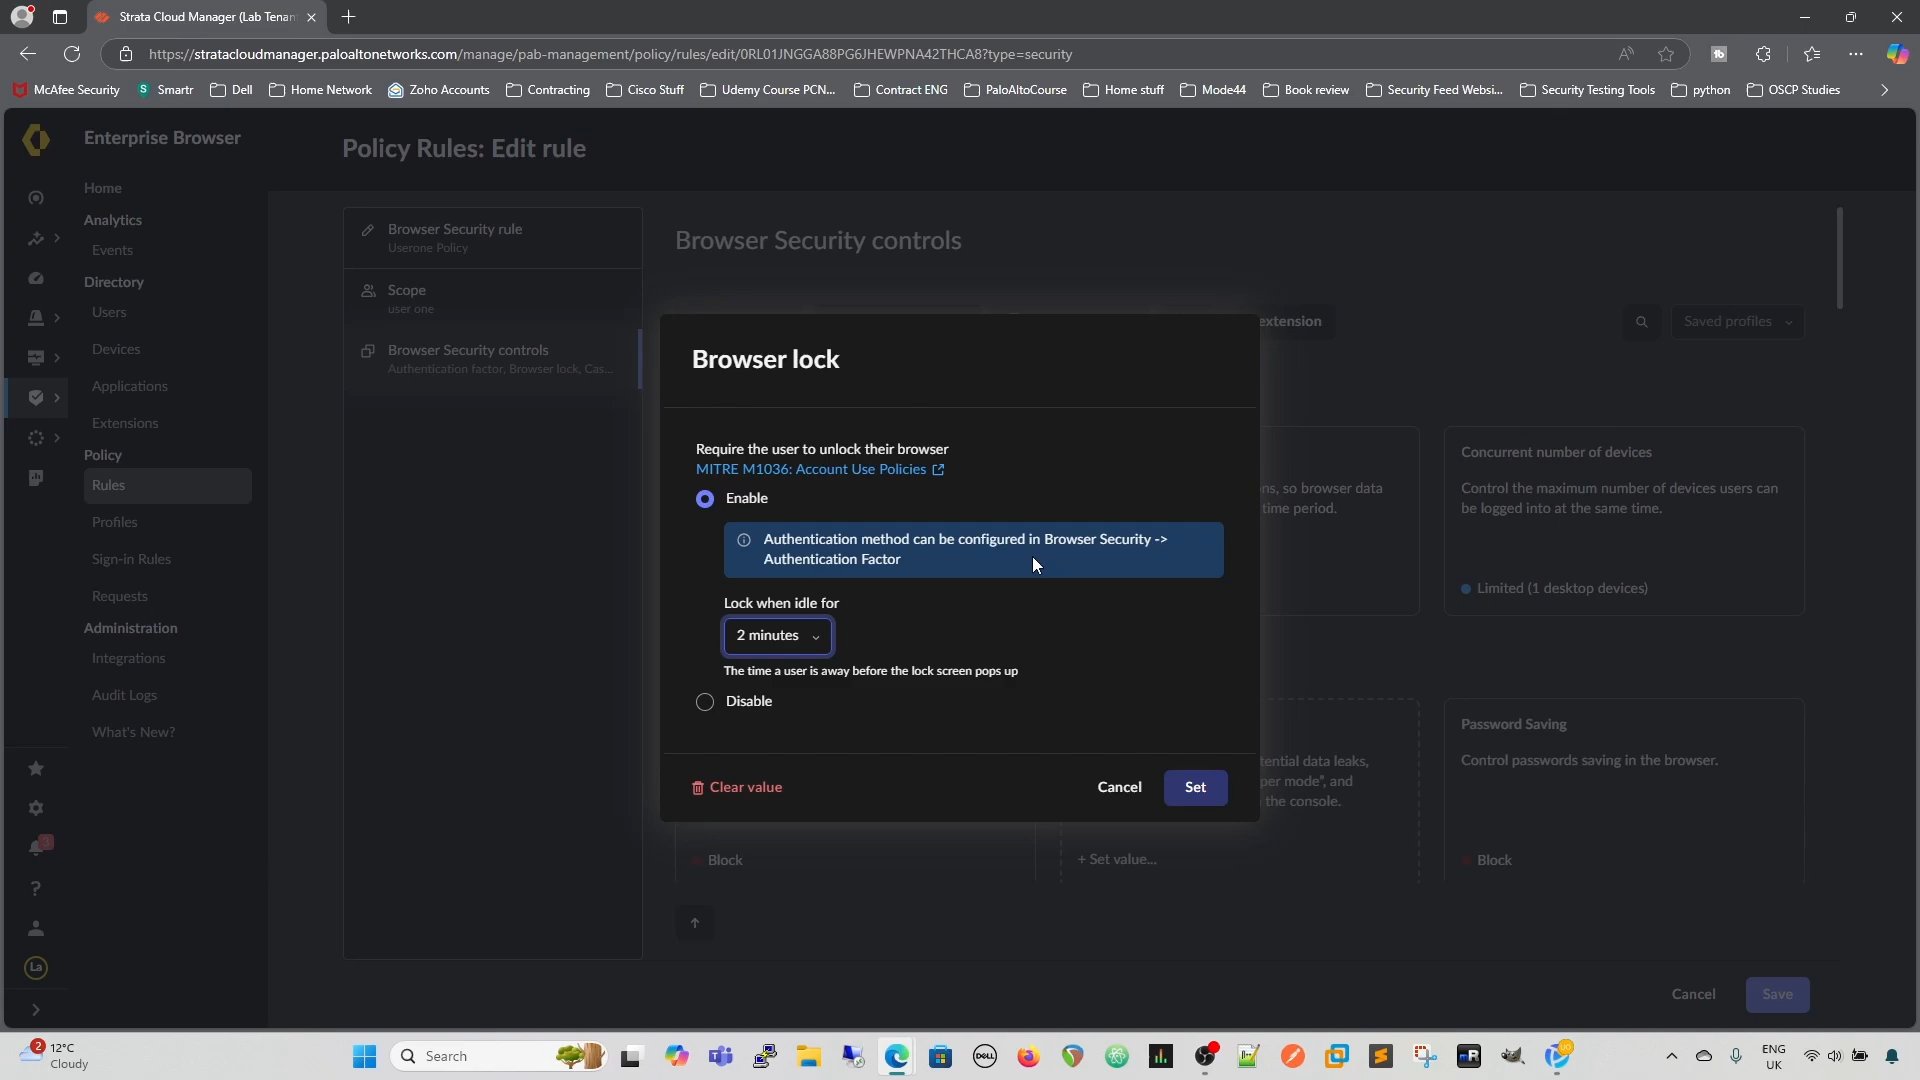 Strata Cloud Manager (Lab Tenan
https://stratacloudmanager.paloaltonetworks.com/manage/pab-management/policy/rules/edit/0RL01JNGGA88PG6JHEWPNA42THCA8?type=security
McAfee Security
Smartr
Dell
Home Network
Zoho Accounts
Contracting
Cisco Stuff
Udemy Course PCN...
Contract ENG
PaloAltoCourse
Home stuff
Mode44
Book review
Security Feed Websi...
Security Testing Tools
python
OSCP Studies
Enterprise Browser
Policy Rules: Edit rule
Home
Analytics
Events
Directory
Users
Devices
Applications
Extensions
Policy
Rules
Profiles
Sign-in Rules
Requests
Administration
Integrations
Audit Logs
What's New?
3
La
Browser Security rule
Userone Policy
Scope
user one
Browser Security controls
Authentication factor, Browser lock, Cas...
Browser Security controls
extension
Saved profiles
Browser lock
Require the user to unlock their browser
MITRE M1036: Account Use Policies
Enable
Authentication method can be configured in Browser Security ->
Authentication Factor
Lock when idle for
2 minutes
The time a user is away before the lock screen pops up
Disable
Clear value
Cancel
Set
ns, so browser data
time period.
Concurrent number of devices
Control the maximum number of devices users can
be logged into at the same time.
Limited (1 desktop devices)
tential data leaks,
per mode", and
the console.
Password Saving
Control passwords saving in the browser.
Block
+ Set value...
Block
Cancel
Save
2
12°C
Cloudy
Search
ENG
UK